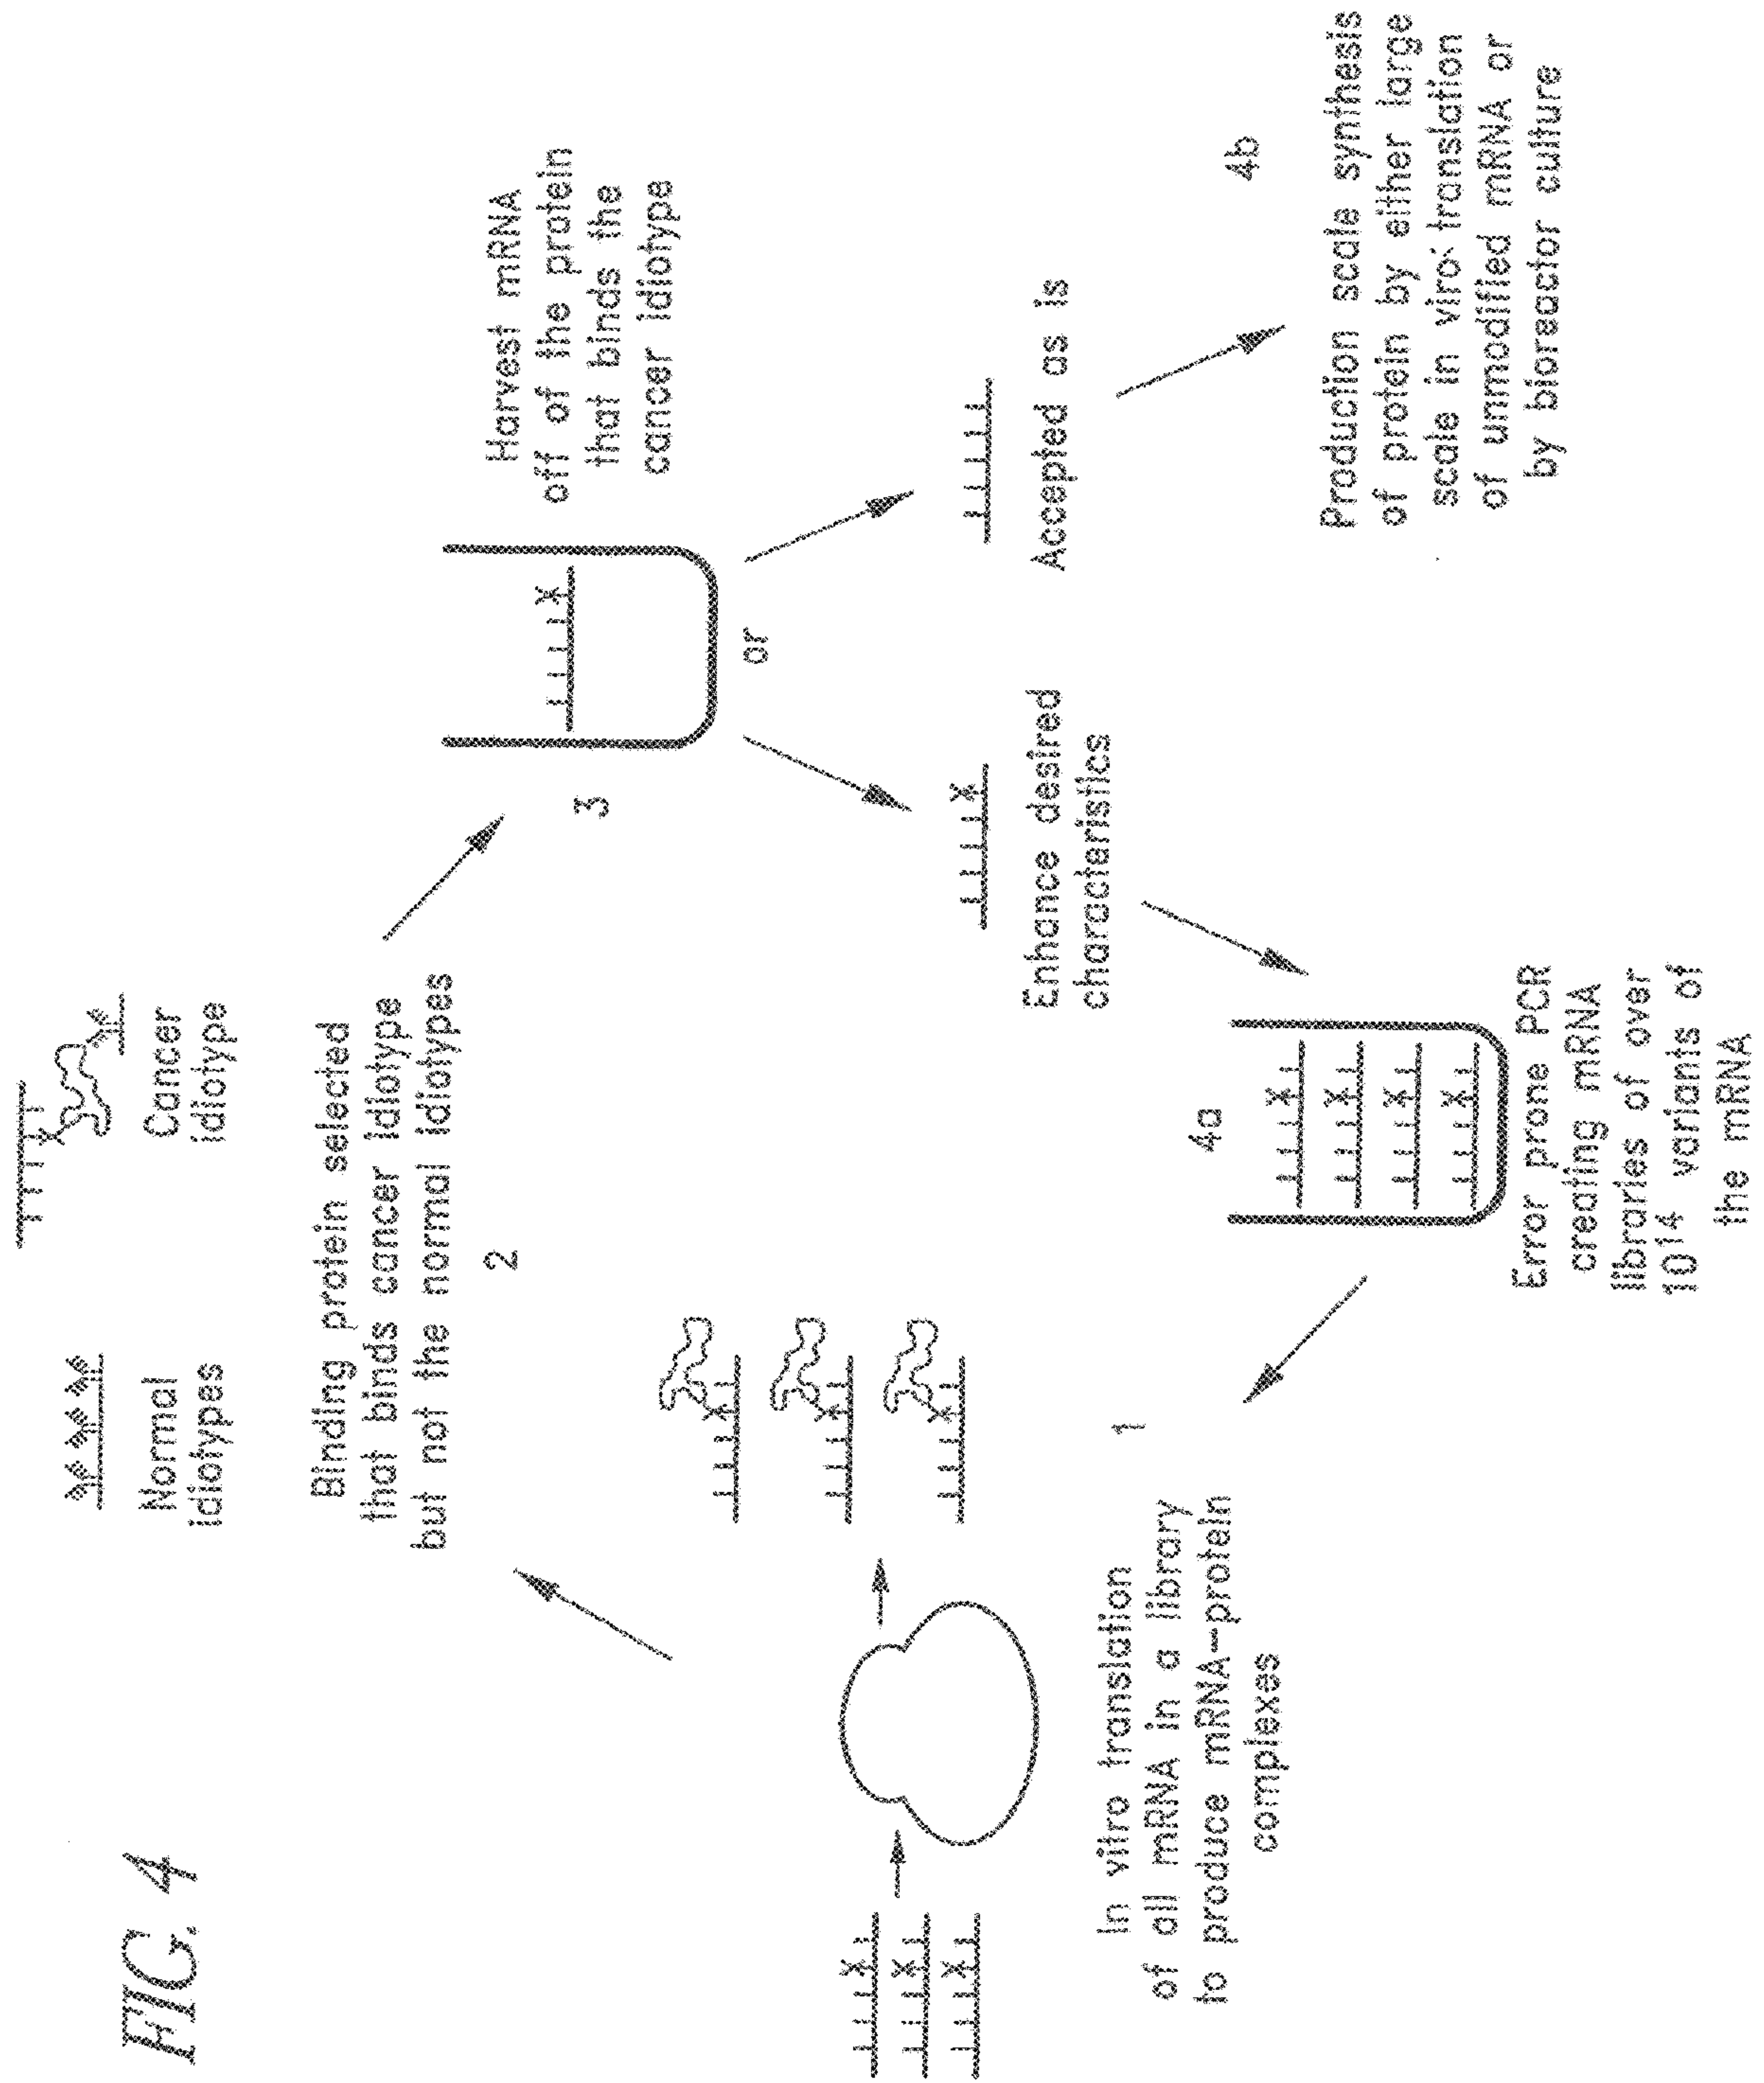 FIG. 4
Normal
idiotypes
Cancer
idiotype
Binding protein selected
that binds cancer idiotype
but not the normal idiotypes
2
Harvest mRNA
off of the protein
that binds the
cancer idiotype
3
or
X
X
X
X
X
X
X
X
In vitro translation
of all mRNA in a library
to produce mRNA-protein
complexes
1
X
Enhance desired
characteristics
Accepted as is
4a
X
X
X
X
Error prone PCR
creating mRNA
libraries of over
10¹⁴ variants of
the mRNA
4b
Production scale synthesis
of protein by either large
scale in viro translation
of unmodified mRNA or
by bioreactor culture